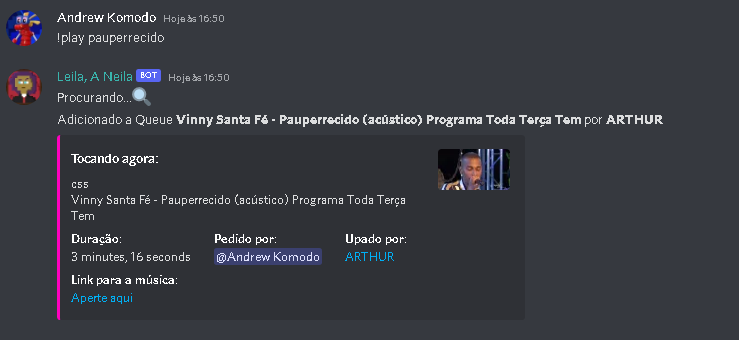 Andrew Komodo Hoje às 16:50
!play pauperrecido
Leila, A Neila BOT Hoje às 16:50
Procurando...🔍
Adicionado a Queue Vinny Santa Fé - Pauperrecido (acústico) Programa Toda Terça Tem por ARTHUR
Tocando agora:
css
Vinny Santa Fé - Pauperrecido (acústico) Programa Toda Terça
Tem
Duração: Pedido por: Upado por:
3 minutes, 16 seconds @Andrew Komodo ARTHUR
Link para a música:
Aperte aqui